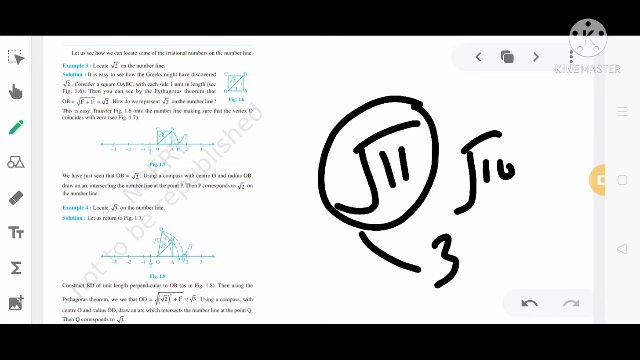 Let us see how we can locate some of the irrational numbers on the number line.
Example 3 : Locate √2 on the number line.
Solution : It is easy to see how the Greeks might have discovered
√2. Consider a square OABC, with each side 1 unit in length (see
Fig. 1.6). Then you can see by the Pythagoras theorem that
OB = √1² + 1² = √2. How do we represent √2 on the number line?
Fig. 1.6
This is easy. Transfer Fig. 1.6 onto the number line making sure that the vertex O
coincides with zero (see Fig. 1.7).
Fig. 1.7
We have just seen that OB = √2. Using a compass with centre O and radius OB,
draw an arc intersecting the number line at the point P. Then P corresponds to √2 on
the number line.
Example 4 : Locate √3 on the number line.
Solution : Let us return to Fig. 1.7.
Fig. 1.8
Construct BD of unit length perpendicular to OB (as in Fig. 1.8). Then using the
Pythagoras theorem, we see that OD = √(√2)² + 1² = √3. Using a compass, with
centre O and radius OD, draw an arc which intersects the number line at the point Q.
Then Q corresponds to √3.
not to be republished
√11 √16
3
KINEMASTER
Tт